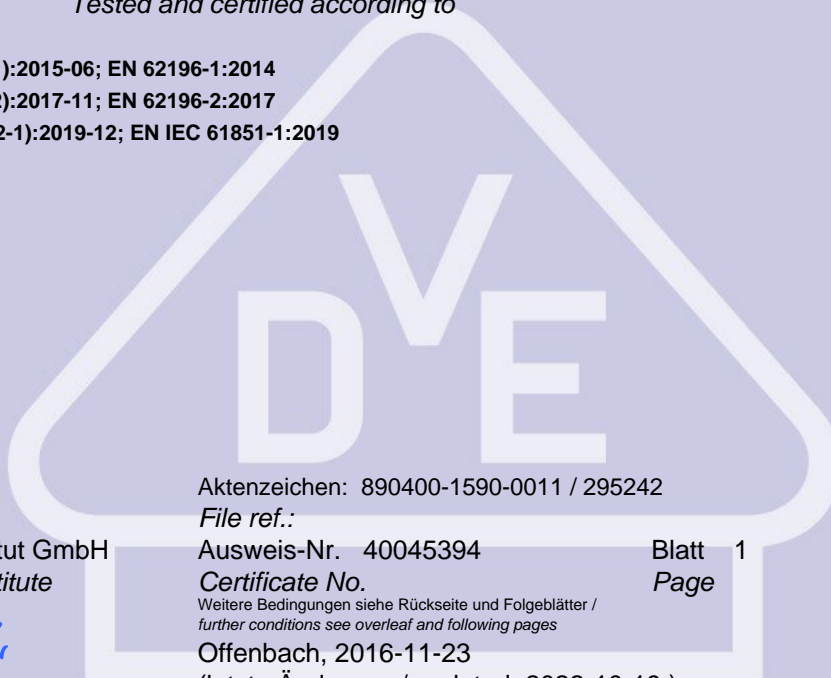 Tested and certified according to
):2015-06; EN 62196-1:2014
):2017-11; EN 62196-2:2017
2-1):2019-12; EN IEC 61851-1:2019
VDE
Aktenzeichen: 890400-1590-0011 / 295242
File ref.:
tut GmbH Ausweis-Nr. 40045394 Blatt 1
titute Certificate No. Page
Weitere Bedingungen siehe Rückseite und Folgeblätter /
further conditions see overleaf and following pages
Offenbach, 2016-11-23